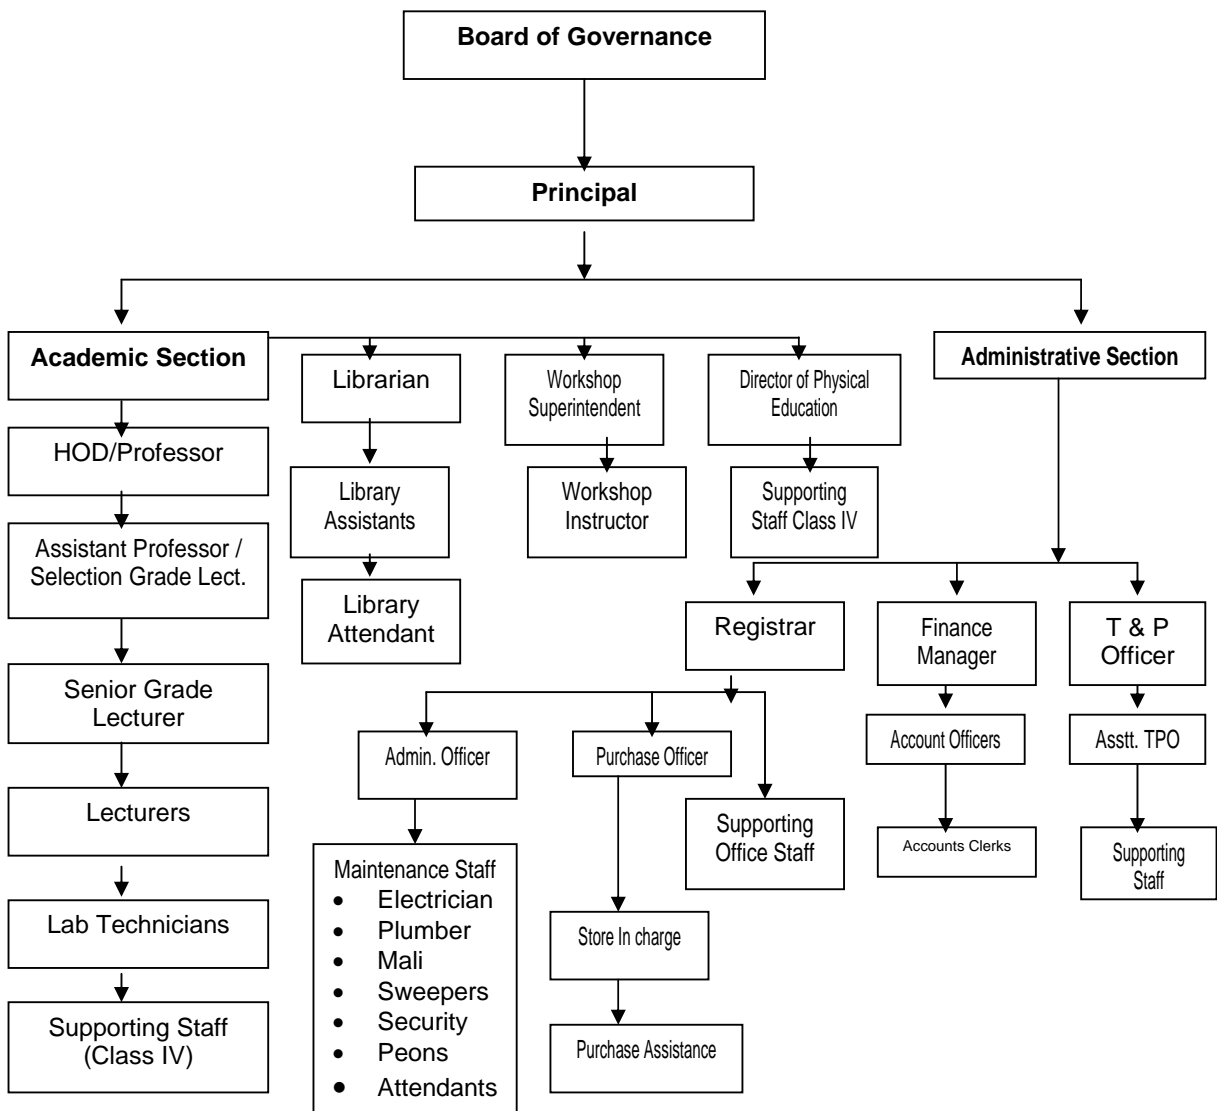 Board of Governance
Principal
Academic Section
Librarian
Workshop
Superintendent
Director of Physical
Education
Administrative Section
HOD/Professor
Library
Assistants
Workshop
Instructor
Supporting
Staff Class IV
Assistant Professor /
Selection Grade Lect.
Library
Attendant
Registrar
Finance
Manager
T & P
Officer
Senior Grade
Lecturer
Admin. Officer
Purchase Officer
Account Officers
Asstt. TPO
Lecturers
Supporting
Office Staff
Accounts Clerks
Supporting
Staff
Maintenance Staff
• Electrician
• Plumber
• Mali
• Sweepers
• Security
• Peons
• Attendants
Lab Technicians
Store In charge
Supporting Staff
(Class IV)
Purchase Assistance